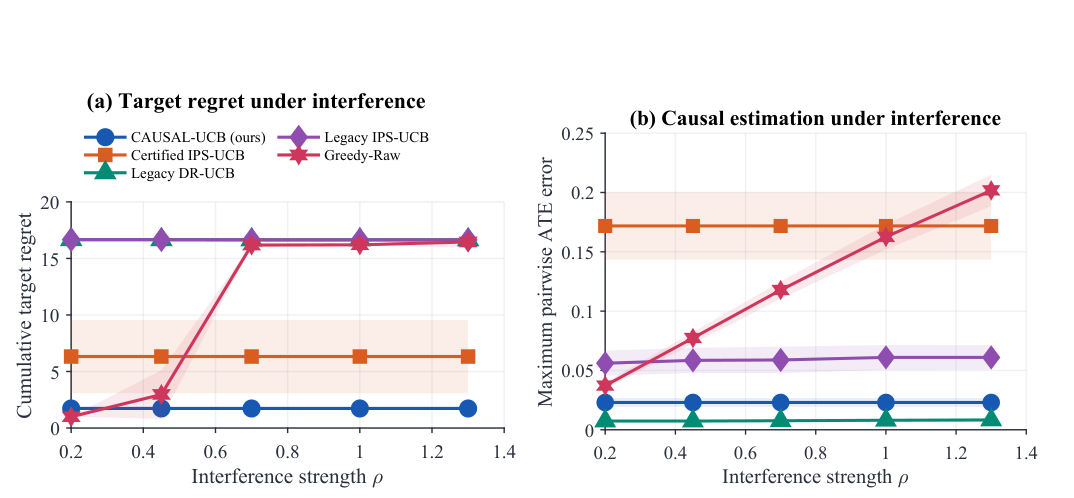 (a) Target regret under interference
CAUSAL-UCB (ours)
Certified IPS-UCB
Legacy DR-UCB
Legacy IPS-UCB
Greedy-Raw
Cumulative target regret
20
15
10
5
0
0.2 0.4 0.6 0.8 1 1.2 1.4
Interference strength ρ
(b) Causal estimation under interference
Maximum pairwise ATE error
0.25
0.2
0.15
0.1
0.05
0
0.2 0.4 0.6 0.8 1 1.2 1.4
Interference strength ρ